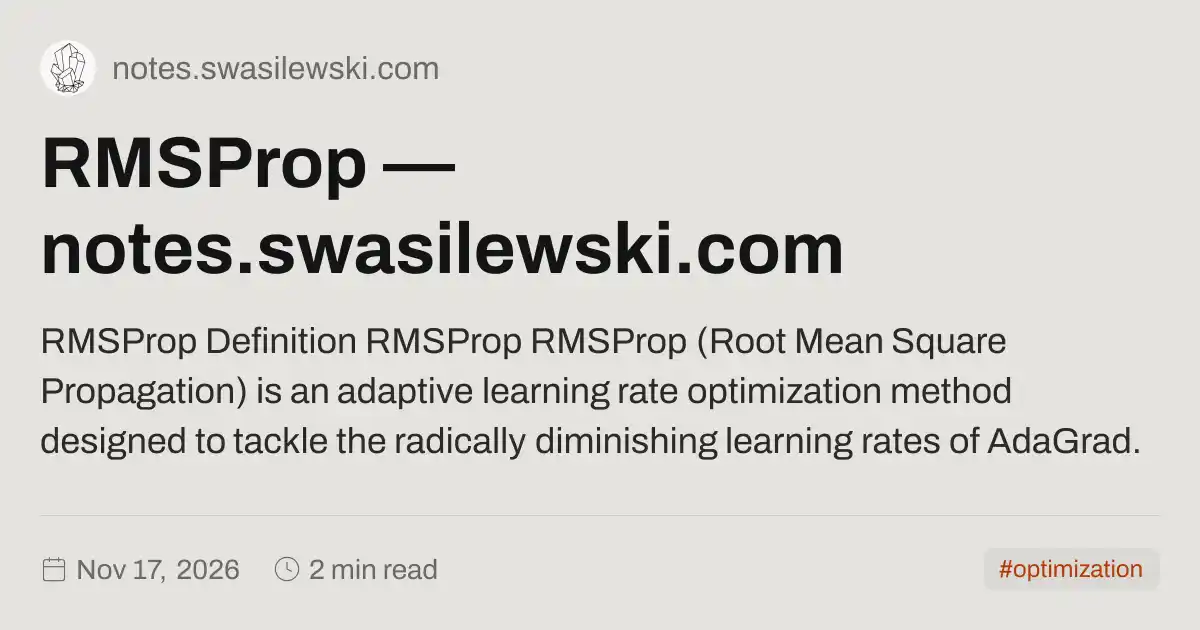 notes.swasilewski.com
RMSProp —
notes.swasilewski.com
RMSProp Definition RMSProp RMSProp (Root Mean Square
Propagation) is an adaptive learning rate optimization method
designed to tackle the radically diminishing learning rates of AdaGrad.
Nov 17, 2026 2 min read #optimization